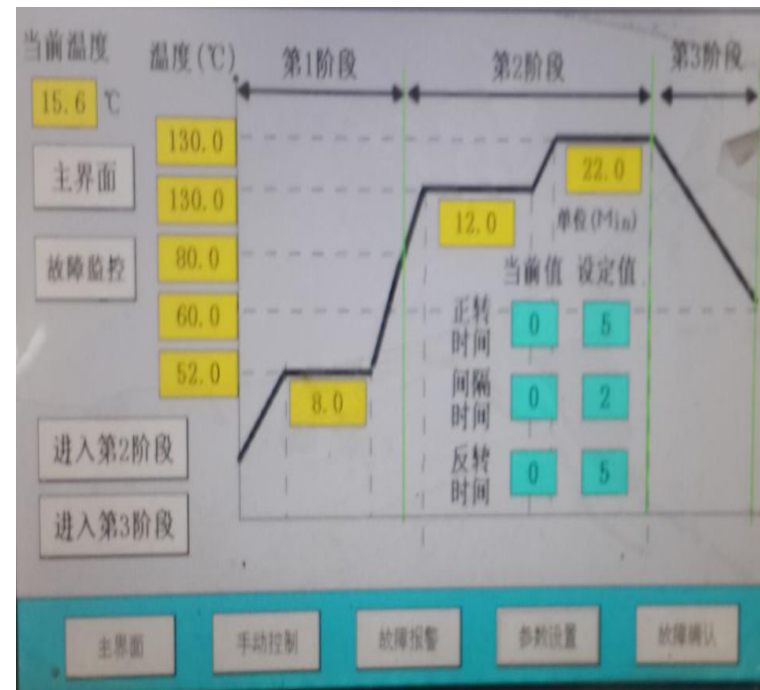 当前温度
15.6 ℃
温度(℃)
第1阶段
第2阶段
第3阶段
主界面
故障监控
130.0
130.0
80.0
60.0
52.0
22.0
12.0
8.0
单位(Min)
当前值 设定值
正转时间 0 5
间隔时间 0 2
反转时间 0 5
进入第2阶段
进入第3阶段
主界面
手动控制
故障报警
参数设置
故障确认